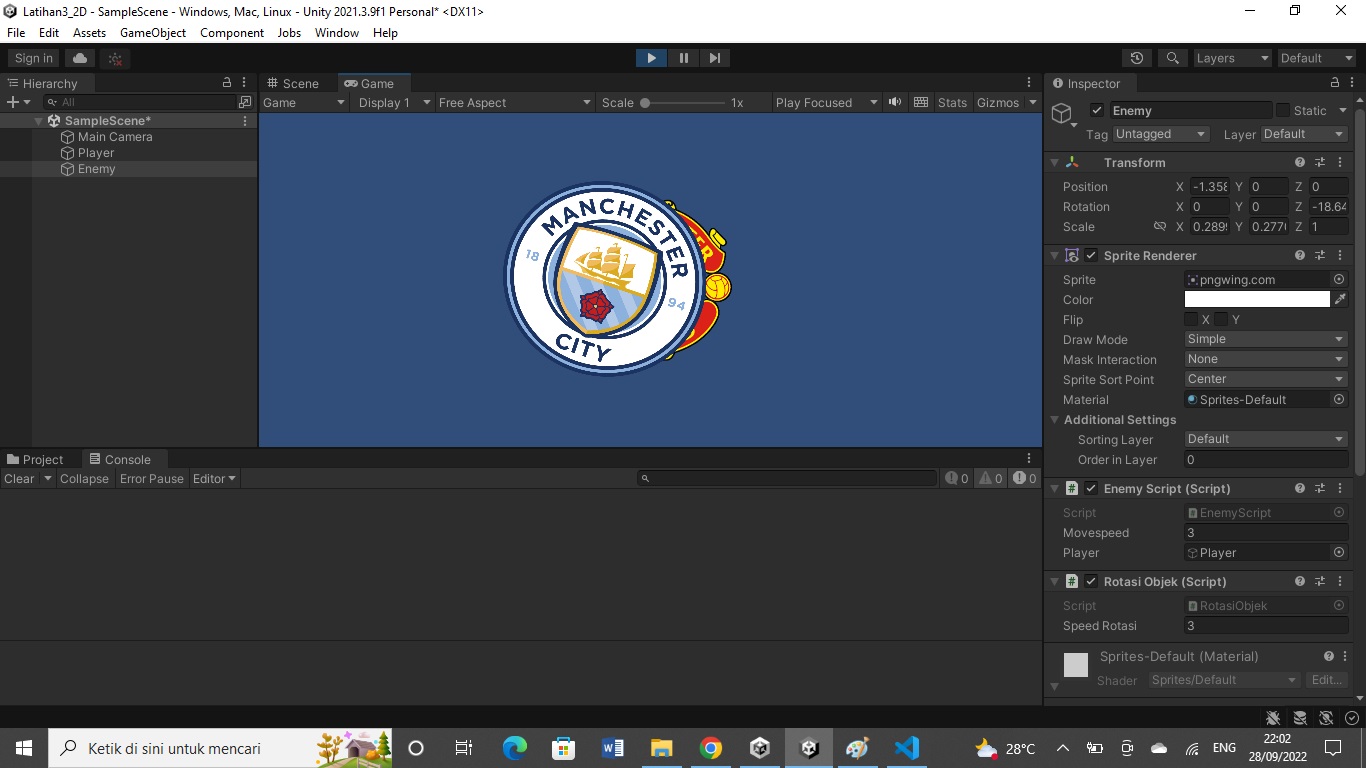 Latihan3_2D - SampleScene - Windows, Mac, Linux - Unity 2021.3.9f1 Personal* <DX11>
File Edit Assets GameObject Component Jobs Window Help
Sign in Layers Default
Hierarchy Scene Game Inspector
All Game Display 1 Free Aspect Scale 1x Play Focused Stats Gizmos
SampleScene*
Main Camera
Player
Enemy
MANCHESTER
18 94
CITY
Enemy Static
Tag Untagged Layer Default
Transform
Position X -1.358 Y 0 Z 0
Rotation X 0 Y 0 Z -18.64
Scale X 0.289 Y 0.277 Z 1
Sprite Renderer
Sprite pngwing.com
Color
Flip X Y
Draw Mode Simple
Mask Interaction None
Sprite Sort Point Center
Material Sprites-Default
Additional Settings
Sorting Layer Default
Order in Layer 0
Project Console
Clear Collapse Error Pause Editor 0 0 0
Enemy Script (Script)
Script EnemyScript
Movespeed 3
Player Player
Rotasi Objek (Script)
Script RotasiObjek
Speed Rotasi 3
Sprites-Default (Material)
Shader Sprites/Default Edit...
Ketik di sini untuk mencari 28°C ENG 22:02
28/09/2022